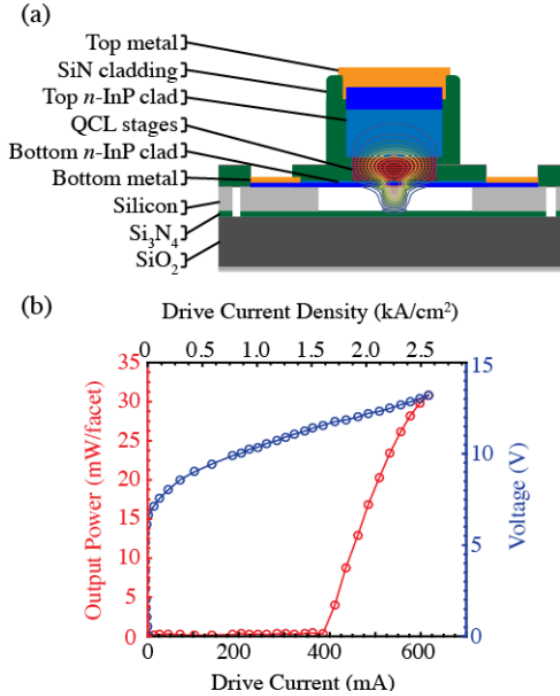 (a)
Top metal
SiN cladding
Top n-InP clad
QCL stages
Bottom n-InP clad
Bottom metal
Silicon
Si₃N₄
SiO₂
(b)
Drive Current Density (kA/cm²)
0 0.5 1.0 1.5 2.0 2.5
35
30
25
20
15
10
5
0
Output Power (mW/facet)
15
10
5
0
Voltage (V)
0 200 400 600
Drive Current (mA)